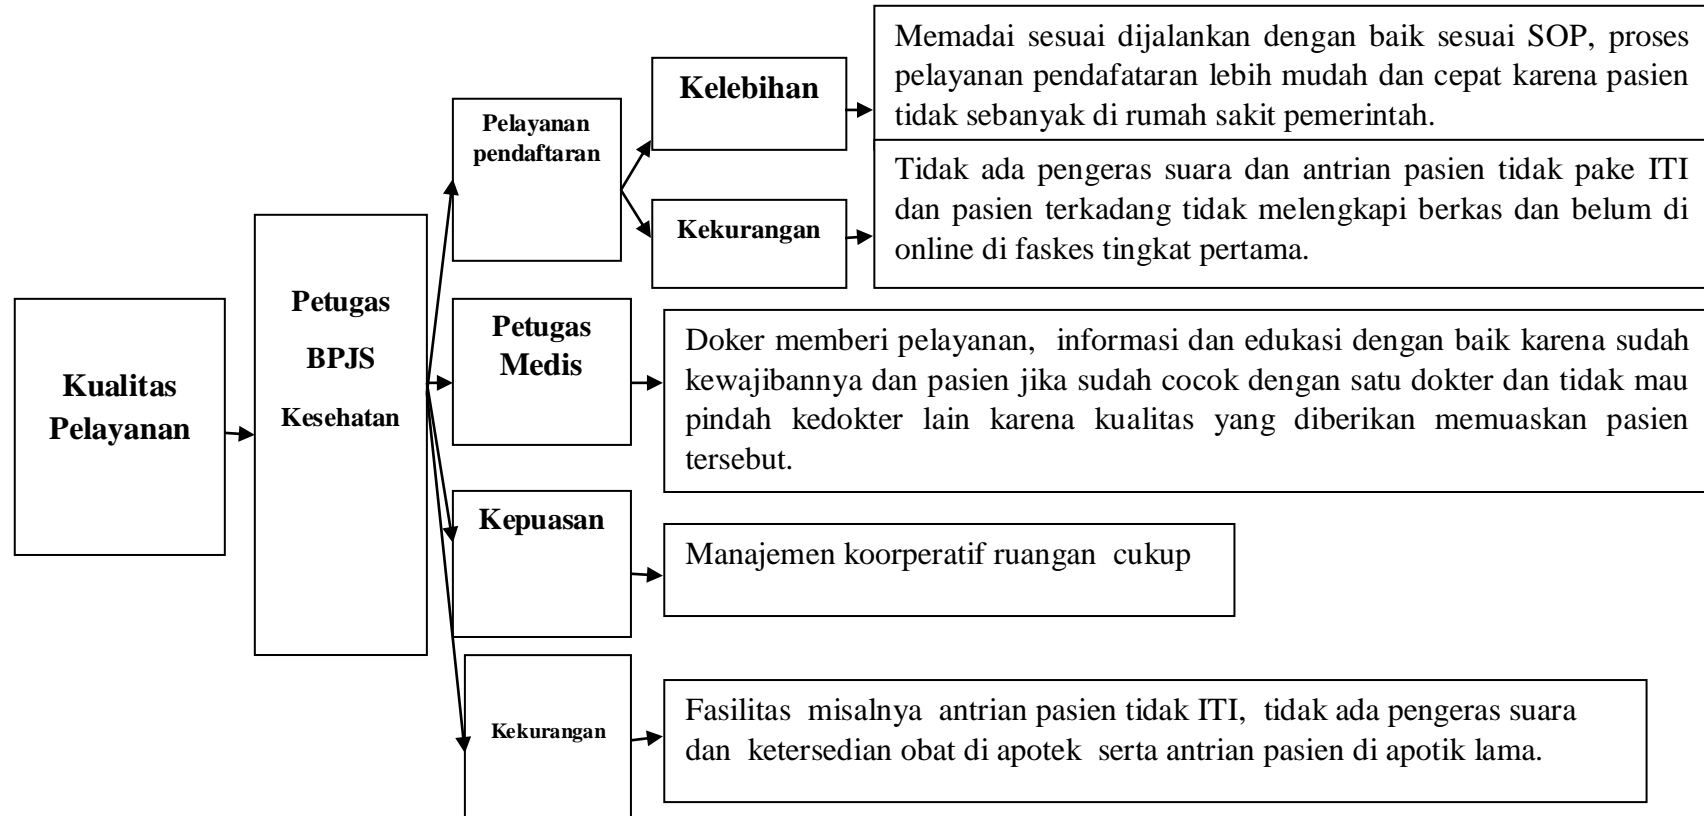 Kualitas
Pelayanan
Petugas
BPJS
Kesehatan
Pelayanan
pendaftaran
Kelebihan
Memadai sesuai dijalankan dengan baik sesuai SOP, proses
pelayanan pendafataran lebih mudah dan cepat karena pasien
tidak sebanyak di rumah sakit pemerintah.
Kekurangan
Tidak ada pengeras suara dan antrian pasien tidak pake ITI
dan pasien terkadang tidak melengkapi berkas dan belum di
online di faskes tingkat pertama.
Petugas
Medis
Doker memberi pelayanan, informasi dan edukasi dengan baik karena sudah
kewajibannya dan pasien jika sudah cocok dengan satu dokter dan tidak mau
pindah kedokter lain karena kualitas yang diberikan memuaskan pasien
tersebut.
Kepuasan
Manajemen koorperatif ruangan cukup
Kekurangan
Fasilitas misalnya antrian pasien tidak ITI, tidak ada pengeras suara
dan ketersedian obat di apotek serta antrian pasien di apotik lama.